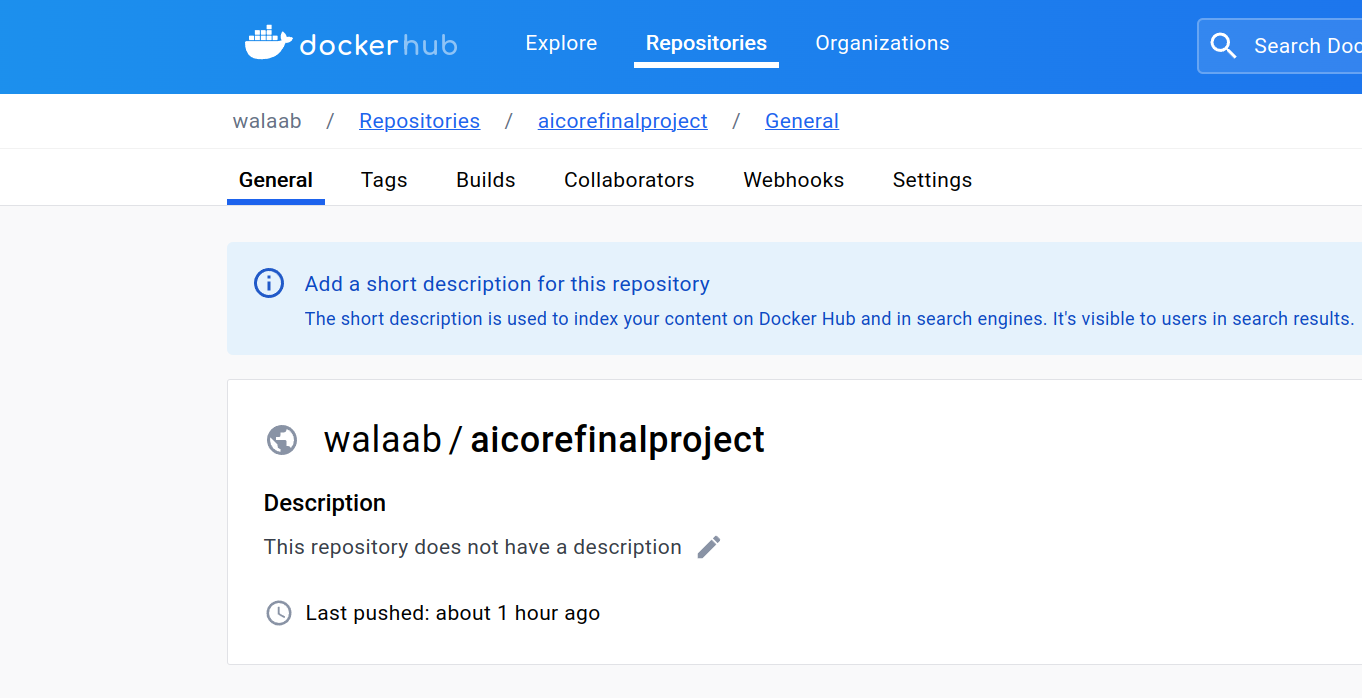 dockerhub Explore Repositories Organizations Search Doc
walaab / Repositories / aicorefinalproject / General
General Tags Builds Collaborators Webhooks Settings
Add a short description for this repository
The short description is used to index your content on Docker Hub and in search engines. It's visible to users in search results.
walaab / aicorefinalproject
Description
This repository does not have a description
Last pushed: about 1 hour ago